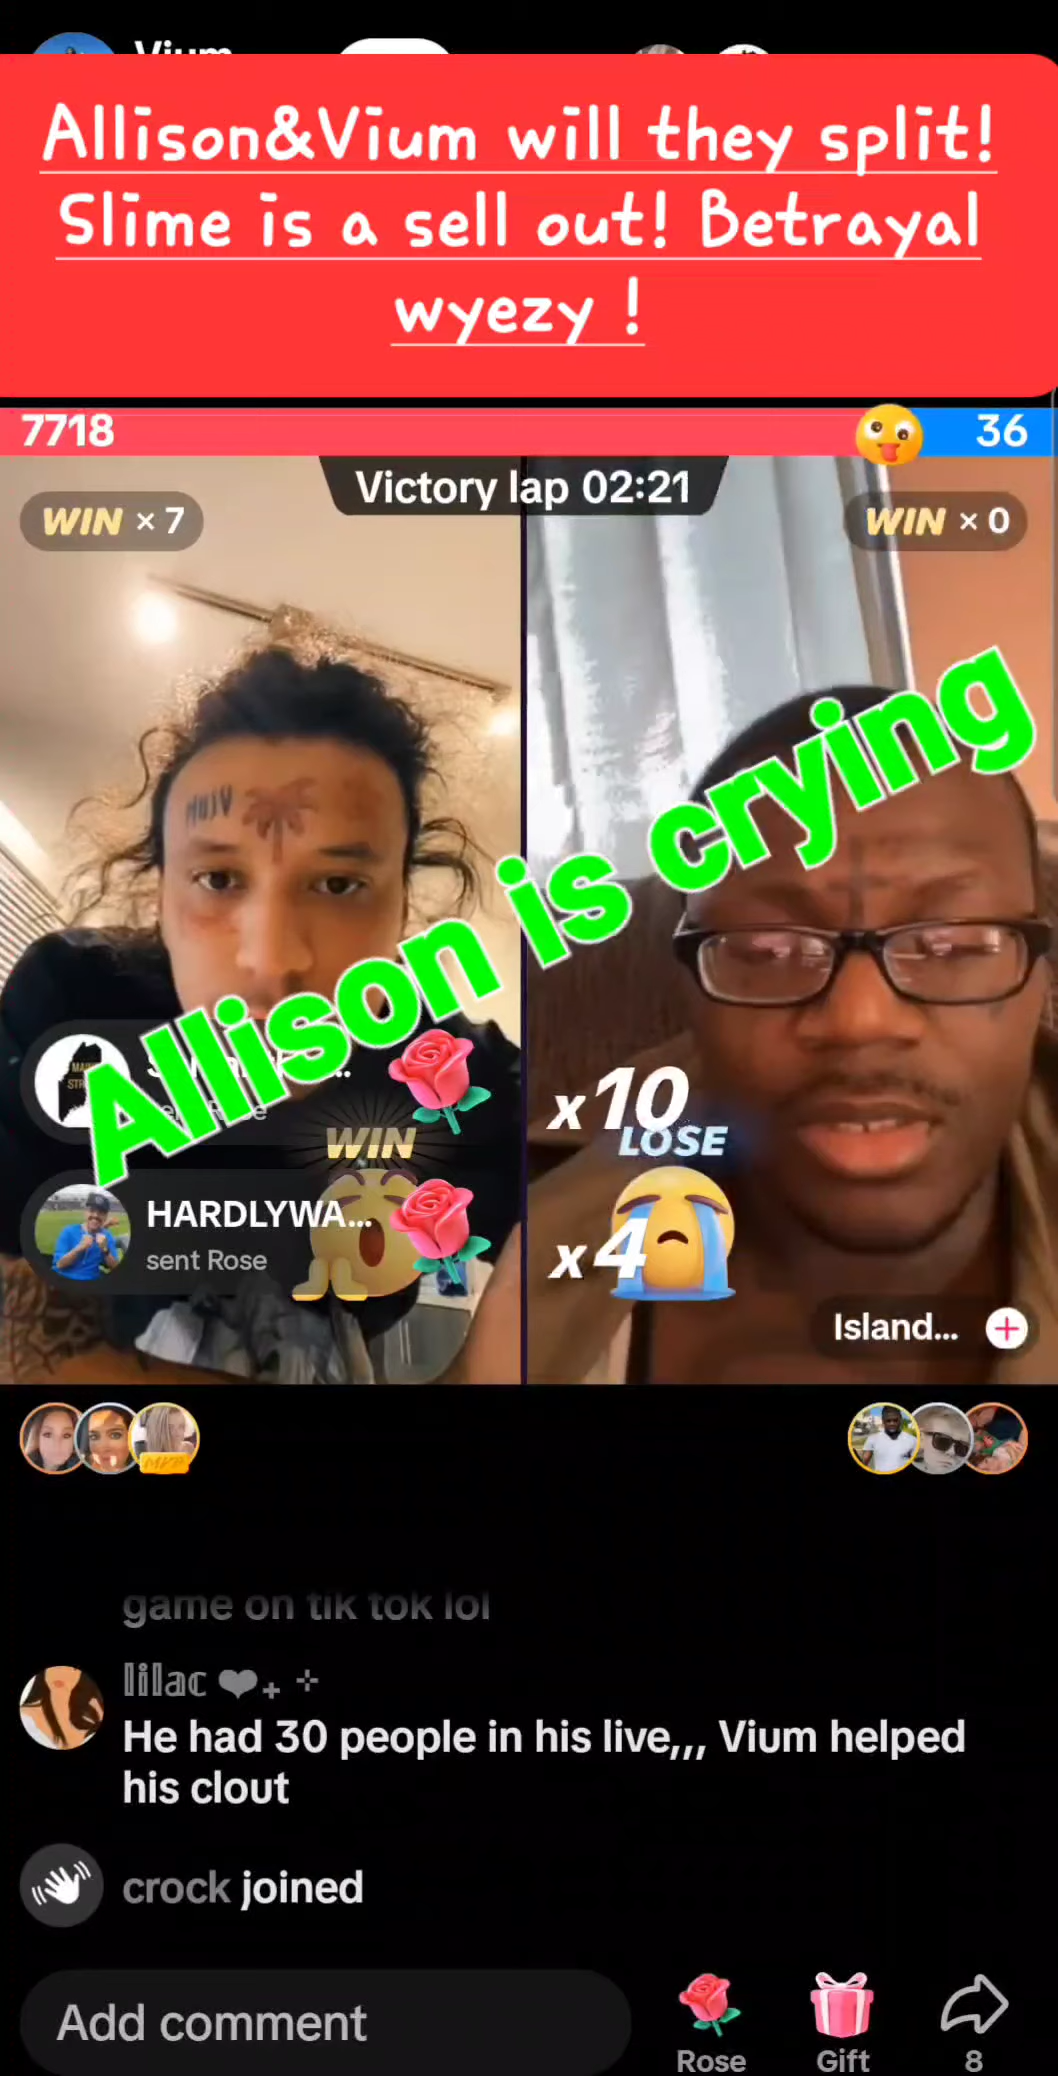 Vium
Allison&Vium will they split!
Slime is a sell out! Betrayal
wyezy !
7718
36
Victory lap 02:21
WIN × 7
WIN × 0
Allison is crying
x10
WIN
LOSE
HARDLYWA...
sent Rose
x4
Island...
game on tik tok lol
lilac
He had 30 people in his live,,, Vium helped
his clout
crock joined
Add comment
Rose
Gift
8